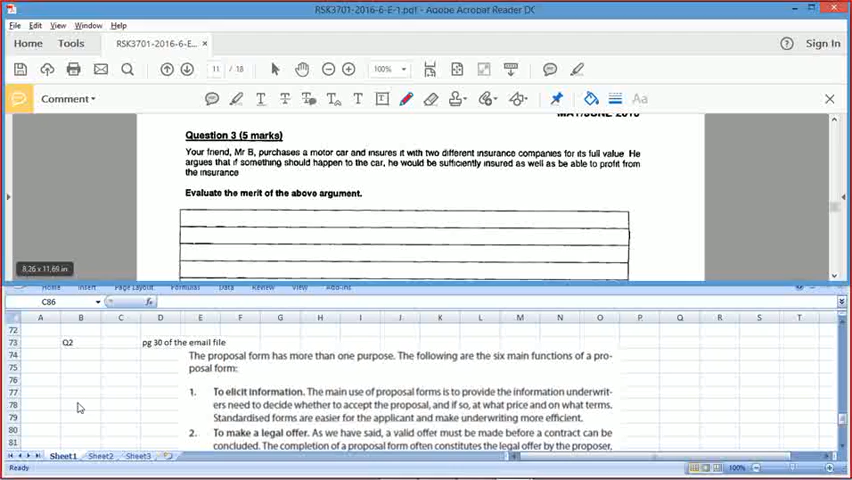 RSK3701-2016-6-E-1.pdf - Adobe Acrobat Reader DC
File Edit View Window Help
Home Tools RSK3701-2016-6-E... × Sign In
11 / 18 100%
Comment
MAY/JUNE 2016
Question 3 (5 marks)
Your friend, Mr B, purchases a motor car and insures it with two different insurance companies for its full value He
argues that if something should happen to the car, he would be sufficiently insured as well as be able to profit from
the insurance
Evaluate the merit of the above argument.
8,26 x 11,69 in
Home Page Layout Formulas Data Review View Add-Ins
C86 fx
A B C D E F G H I J K L M N O P Q R S T
72
73 Q2 pg 30 of the email file
74
The proposal form has more than one purpose. The following are the six main functions of a pro-
75
posal form:
76
77
1. To elicit information. The main use of proposal forms is to provide the information underwrit-
78
ers need to decide whether to accept the proposal, and if so, at what price and on what terms.
79
Standardised forms are easier for the applicant and make underwriting more efficient.
80
2. To make a legal offer. As we have said, a valid offer must be made before a contract can be
81
concluded. The completion of a proposal form often constitutes the legal offer by the proposer,
Sheet1 Sheet2 Sheet3
Ready 100%